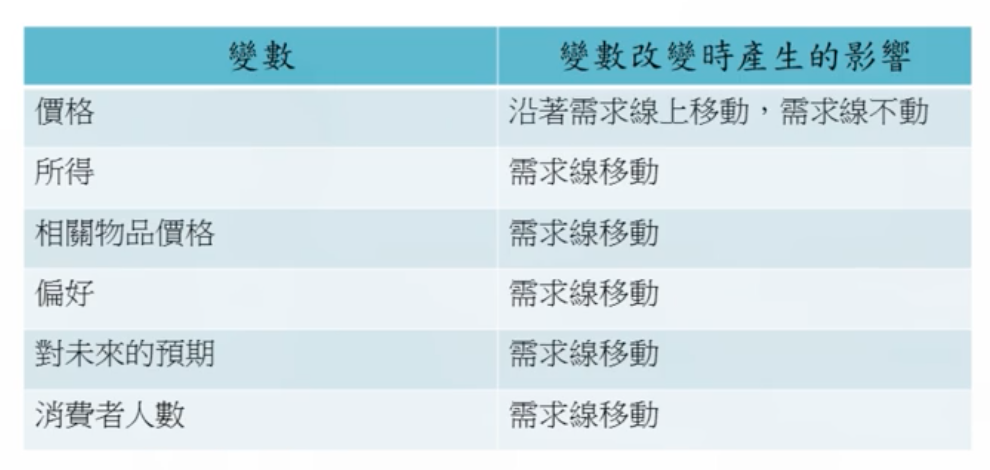 變數 變數改變時產生的影響
價格 沿著需求線上移動，需求線不動
所得 需求線移動
相關物品價格 需求線移動
偏好 需求線移動
對未來的預期 需求線移動
消費者人數 需求線移動